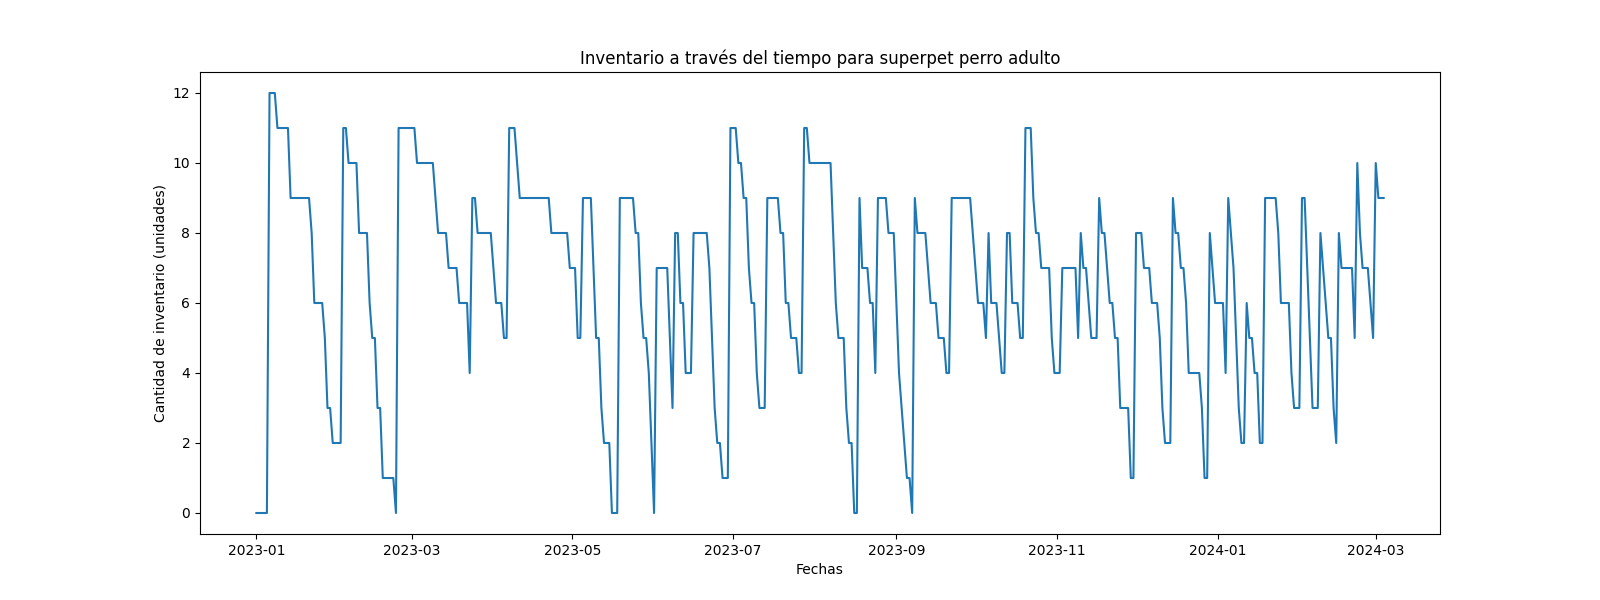 Inventario a través del tiempo para superpet perro adulto
Cantidad de inventario (unidades)
12
10
8
6
4
2
0
2023-01 2023-03 2023-05 2023-07 2023-09 2023-11 2024-01 2024-03
Fechas